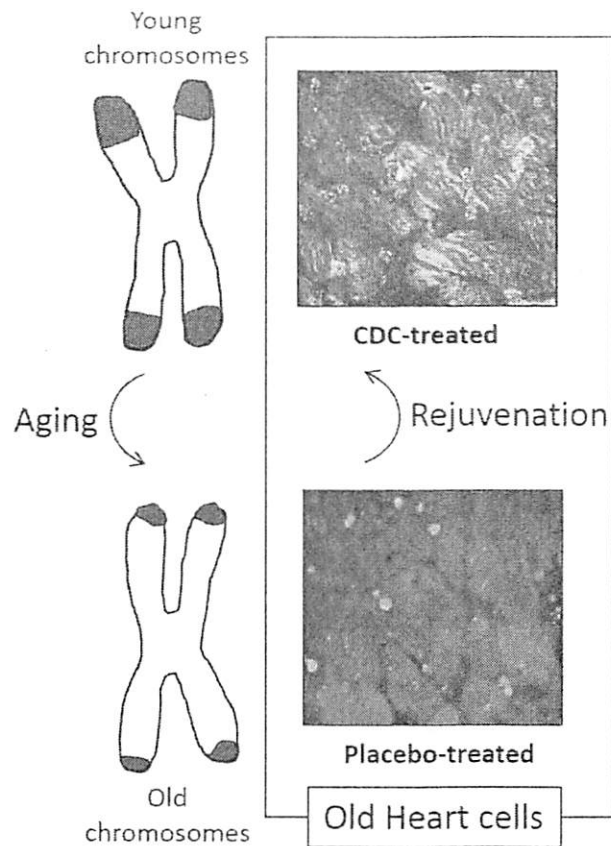 Young
chromosomes
CDC-treated
Aging
Rejuvenation
Placebo-treated
Old
chromosomes
Old Heart cells